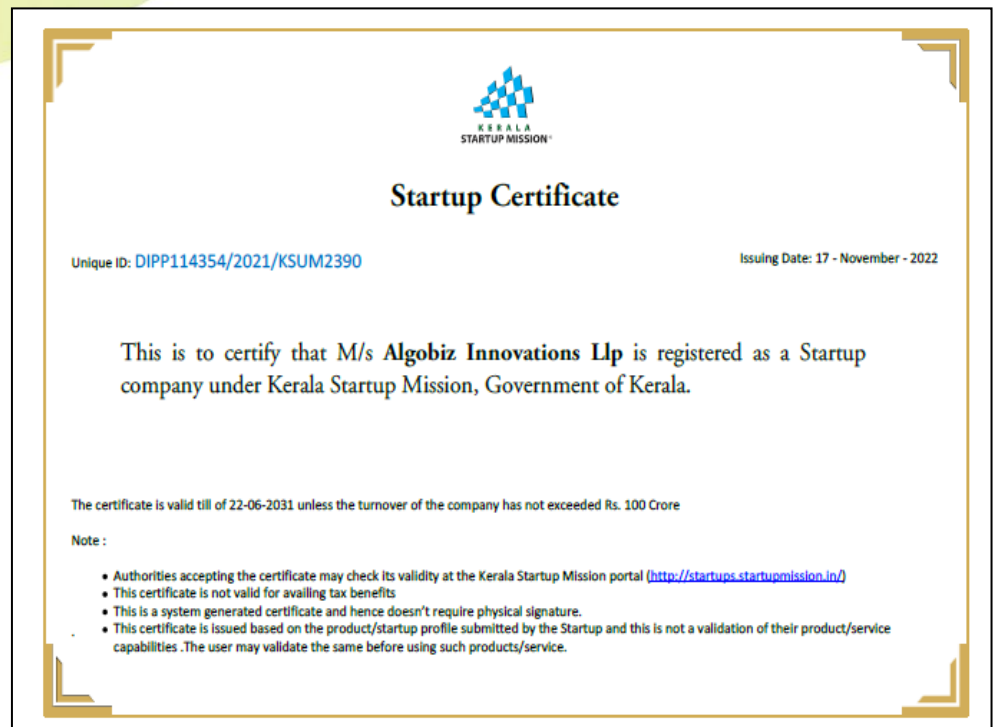 KERALA
STARTUP MISSION
Startup Certificate
Unique ID: DIPP114354/2021/KSUM2390
Issuing Date: 17 - November - 2022
This is to certify that M/s Algobiz Innovations Llp is registered as a Startup
company under Kerala Startup Mission, Government of Kerala.
The certificate is valid till of 22-06-2031 unless the turnover of the company has not exceeded Rs. 100 Crore
Note :
• Authorities accepting the certificate may check its validity at the Kerala Startup Mission portal (http://startups.startupmission.in/)
• This certificate is not valid for availing tax benefits
• This is a system generated certificate and hence doesn't require physical signature.
. • This certificate is issued based on the product/startup profile submitted by the Startup and this is not a validation of their product/service
capabilities .The user may validate the same before using such products/service.